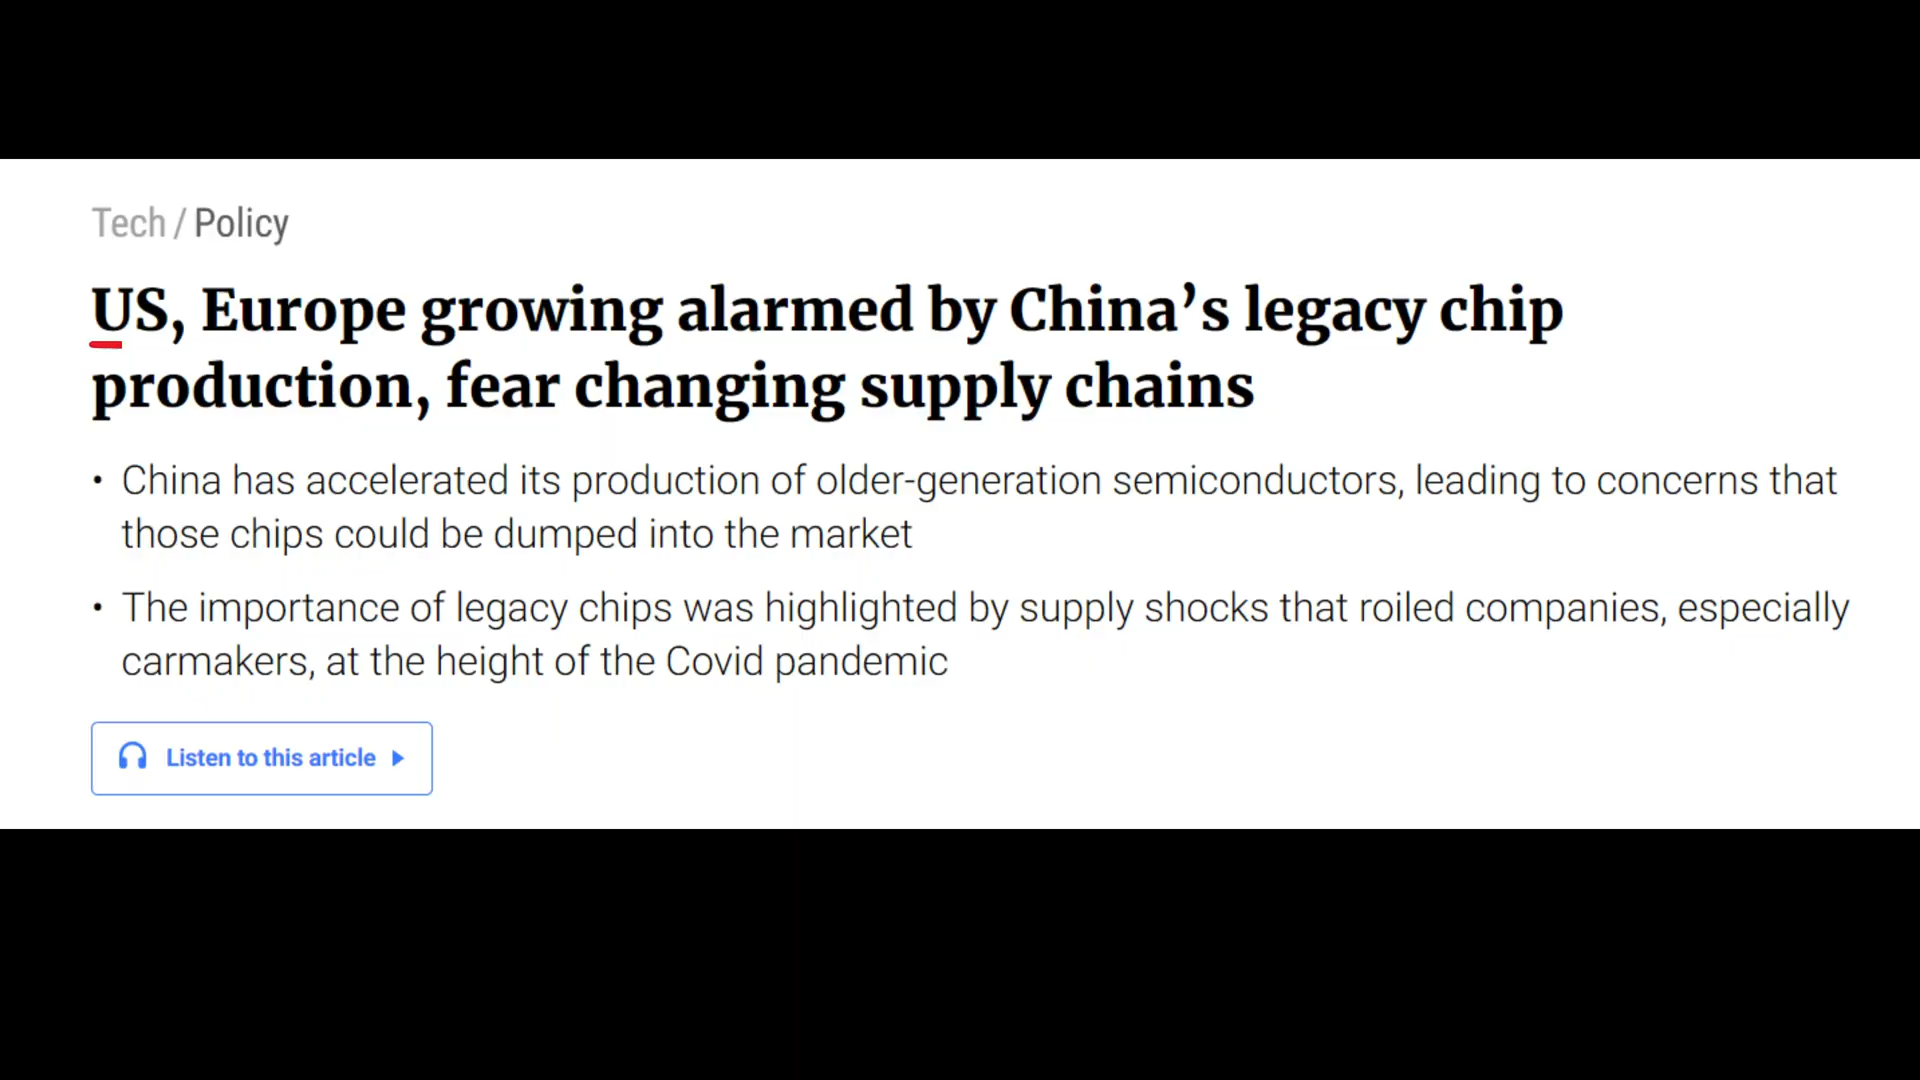 Tech / Policy
US, Europe growing alarmed by China’s legacy chip
production, fear changing supply chains
• China has accelerated its production of older-generation semiconductors, leading to concerns that
those chips could be dumped into the market
• The importance of legacy chips was highlighted by supply shocks that roiled companies, especially
carmakers, at the height of the Covid pandemic
Listen to this article